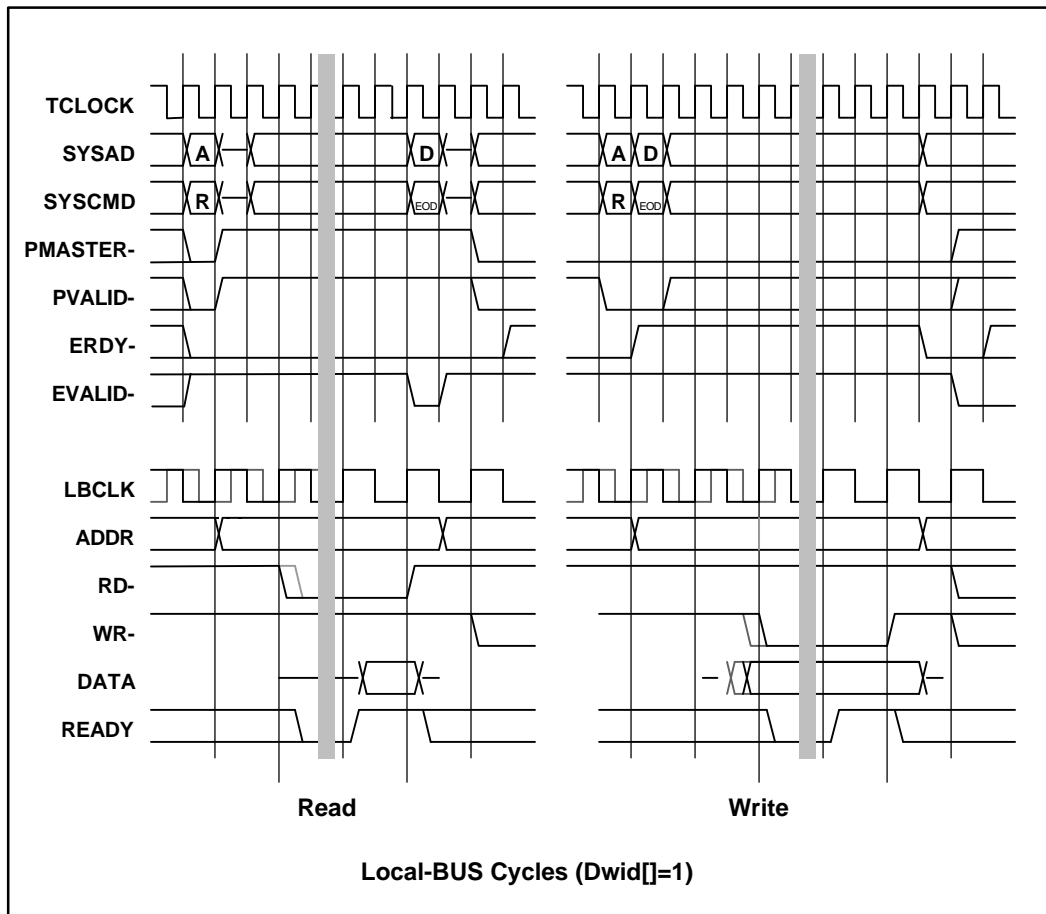 TCLOCK
SYSAD A D A D
SYSCMD R EOD R EOD
PMASTER-
PVALID-
ERDY-
EVALID-
LBCLK
ADDR
RD-
WR-
DATA
READY
Read Write
Local-BUS Cycles (Dwid[]=1)